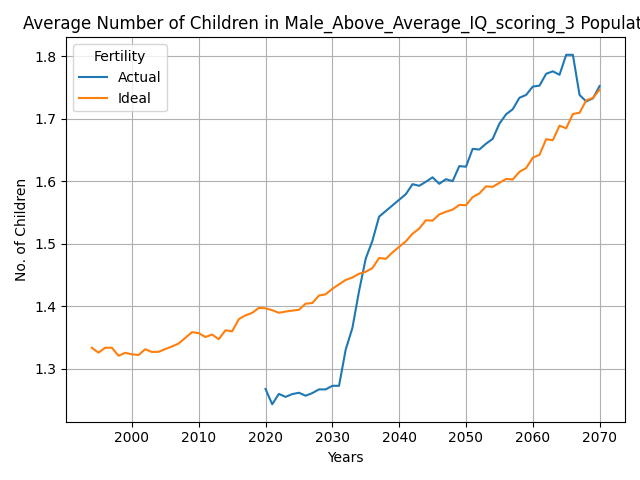 Average Number of Children in Male_Above_Average_IQ_scoring_3 Populat
Fertility
Actual
Ideal
1.8
1.7
1.6
1.5
1.4
1.3
No. of Children
2000 2010 2020 2030 2040 2050 2060 2070
Years